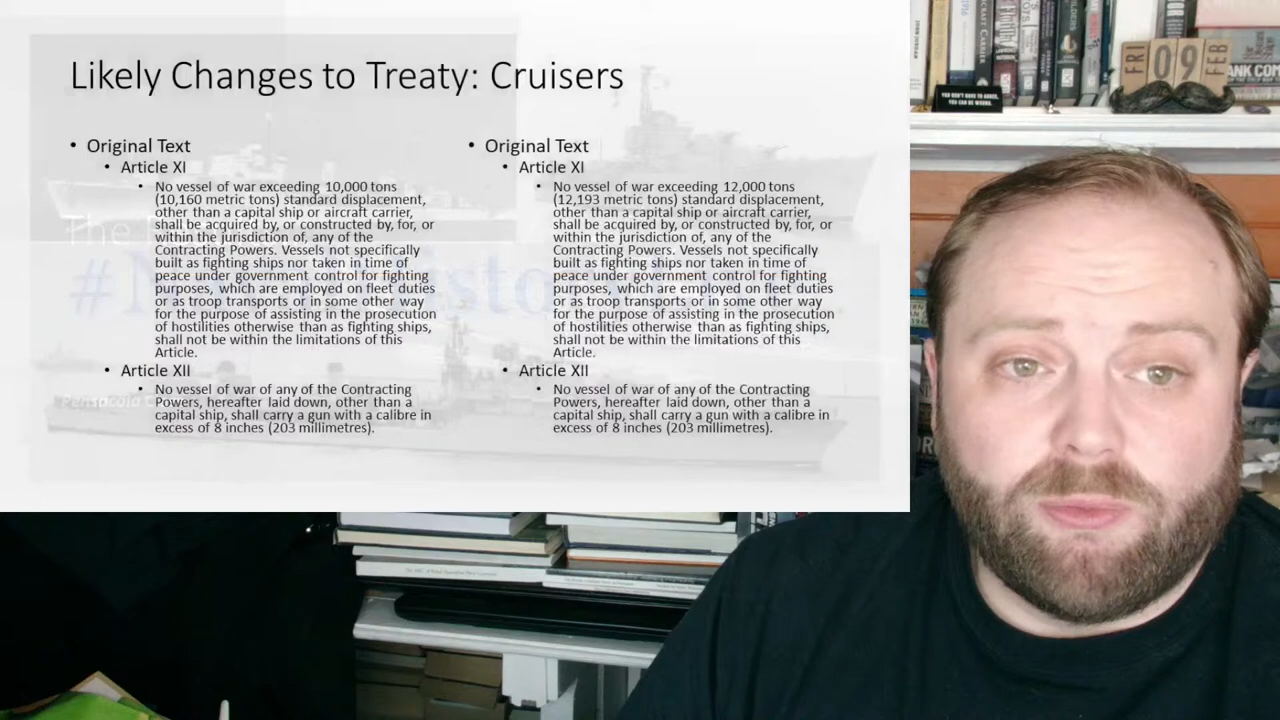 Likely Changes to Treaty: Cruisers
• Original Text
• Article XI
• No vessel of war exceeding 10,000 tons
(10,160 metric tons) standard displacement,
other than a capital ship or aircraft carrier,
shall be acquired by, or constructed by, for, or
within the jurisdiction of, any of the
Contracting Powers. Vessels not specifically
built as fighting ships nor taken in time of
peace under government control for fighting
purposes, which are employed on fleet duties
or as troop transports or in some other way
for the purpose of assisting in the prosecution
of hostilities otherwise than as fighting ships,
shall not be within the limitations of this
Article.
• Article XII
• No vessel of war of any of the Contracting
Powers, hereafter laid down, other than a
capital ship, shall carry a gun with a calibre in
excess of 8 inches (203 millimetres).
• Original Text
• Article XI
• No vessel of war exceeding 12,000 tons
(12,193 metric tons) standard displacement,
other than a capital ship or aircraft carrier,
shall be acquired by, or constructed by, for, or
within the jurisdiction of, any of the
Contracting Powers. Vessels not specifically
built as fighting ships nor taken in time of
peace under government control for fighting
purposes, which are employed on fleet duties
or as troop transports or in some other way
for the purpose of assisting in the prosecution
of hostilities otherwise than as fighting ships,
shall not be within the limitations of this
Article.
• Article XII
• No vessel of war of any of the Contracting
Powers, hereafter laid down, other than a
capital ship, shall carry a gun with a calibre in
excess of 8 inches (203 millimetres).
The
Pensacola
FRI 09 FEB
YOU DON'T HAVE TO AGREE,
YOU CAN BE WRONG.